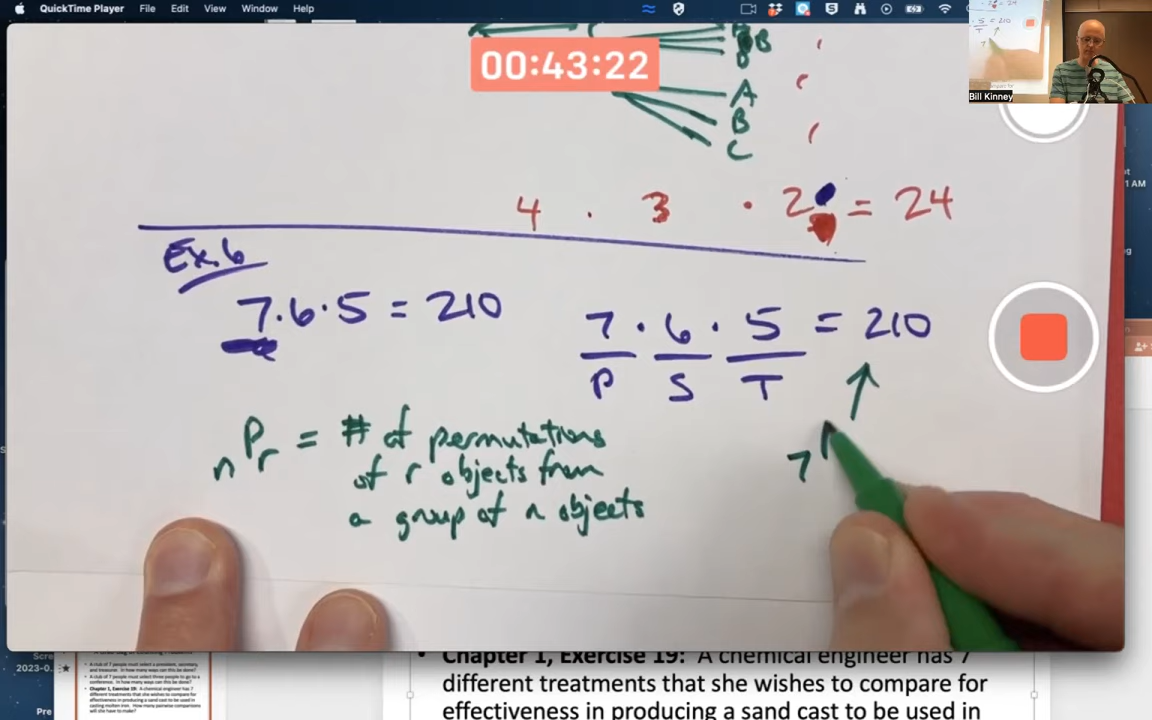 QuickTime Player File Edit View Window Help
00:43:22
Bill Kinney
B
A
B
C
4 · 3 · 2 = 24
Ex. 6
7·6·5 = 210
7 · 6 · 5 = 210
P S T
nPr = # of permutations
of r objects from
a group of n objects
7
Chapter 1, Exercise 19: A chemical engineer has 7
different treatments that she wishes to compare for
effectiveness in producing a sand cast to be used in